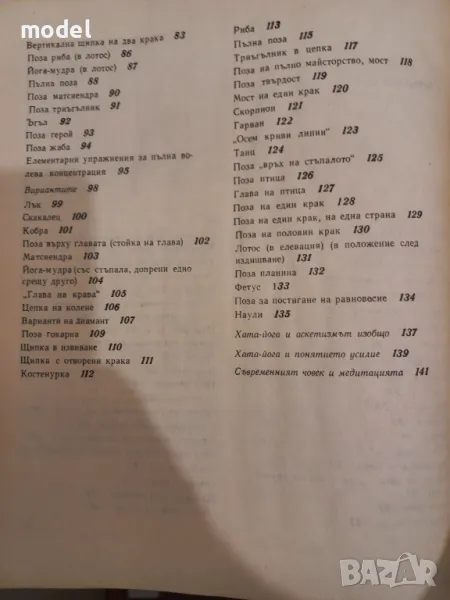 model
Вертикална щипка на два крака 83
Поза риба (в лотос) 86
Йога-мудра (в лотос) 87
Пълна поза 88
Поза матсиендра 90
Поза триъгълник 91
Ъгъл 92
Поза герой 93
Поза жаба 94
Елементарни упражнения за пълна во-
лева концентрация 95
Вариантите 98
Лък 99
Скакалец 100
Кобра 101
Поза върху главата (стойка на глава) 102
Матсиендра 103
Йога-мудра (със стъпала, допрени едно
срещу друго) 104
„Глава на крава“ 105
Цепка на колене 106
Варианти на диамант 107
Поза гокарна 109
Щипка в извиване 110
Щипка с отворени крака 111
Костенурка 112
Риба 113
Пълна поза 115
Триъгълник в цепка 117
Поза на пълно майсторство, мост 118
Поза твърдост 119
Мост на един крак 120
Скорпион 121
Гарван 122
„Осем криви линии“ 123
Танц 124
Поза „връх на стъпалото“ 125
Поза птица 126
Глава на птица 127
Поза на един крак 128
Поза на един крак, на една страна 129
Поза на половин крак 130
Лотос (в елевация) (в положение след
издишване) 131
Поза планина 132
Фетус 133
Поза за постигане на равновесие 134
Наули 135
Хата-йога и аскетизмът изобщо 137
Хата-йога и понятието усилие 139
Съвременният човек и медитацията 141
BAZAR.bg